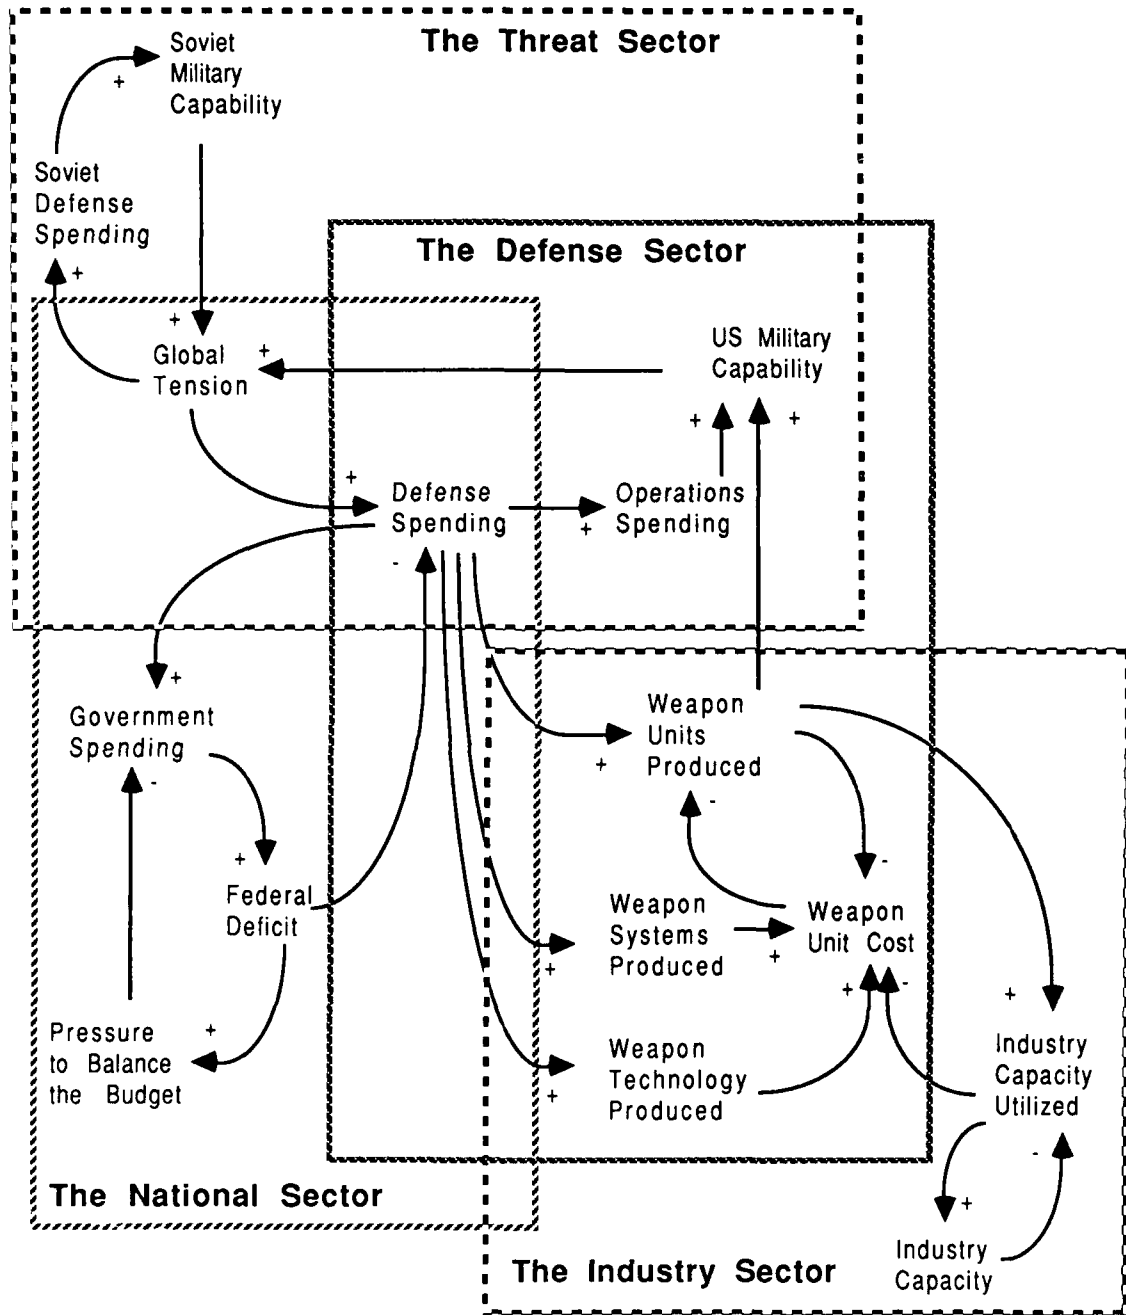 The Threat Sector
Soviet
Military
Capability
+
Soviet
Defense
Spending
+
The Defense Sector
+
Global
Tension
+
US Military
Capability
+
+
+
Defense
Spending
Operations
Spending
+
-
+
Government
Spending
-
Weapon
Units
Produced
+
-
-
+
Federal
Deficit
Weapon
Systems
Produced
+
+
Weapon
Unit Cost
+
-
+
Pressure
to Balance
the Budget
+
Weapon
Technology
Produced
+
Industry
Capacity
Utilized
-
+
Industry
Capacity
The National Sector
The Industry Sector